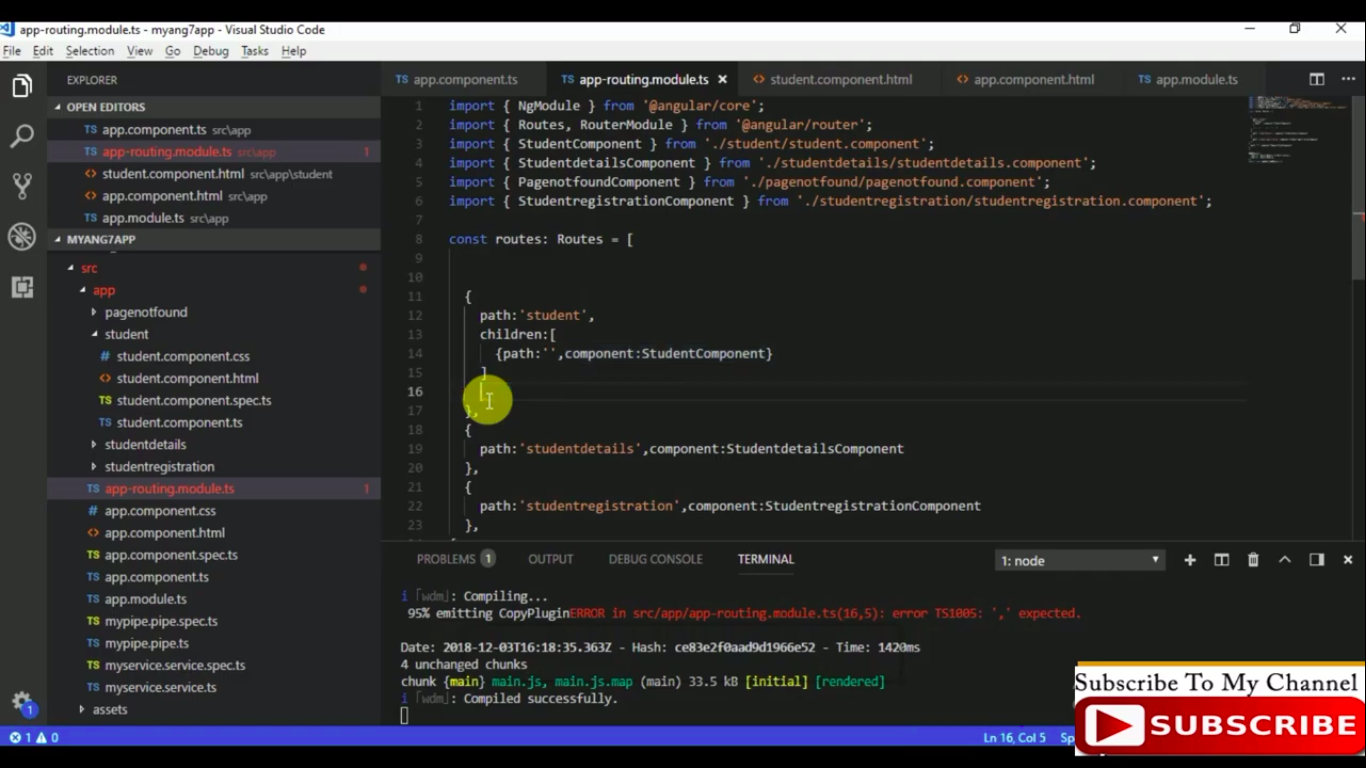 app-routing.module.ts - myang7app - Visual Studio Code
File Edit Selection View Go Debug Tasks Help
EXPLORER
OPEN EDITORS
TS app.component.ts src\app
TS app-routing.module.ts src\app 1
<> student.component.html src\app\student
<> app.component.html src\app
TS app.module.ts src\app
MYANG7APP
src
app
pagenotfound
student
# student.component.css
<> student.component.html
TS student.component.spec.ts
TS student.component.ts
studentdetails
studentregistration
TS app-routing.module.ts 1
# app.component.css
<> app.component.html
TS app.component.spec.ts
TS app.component.ts
TS app.module.ts
TS mypipe.pipe.spec.ts
TS mypipe.pipe.ts
TS myservice.service.spec.ts
TS myservice.service.ts
assets
1
TS app.component.ts TS app-routing.module.ts <> student.component.html <> app.component.html TS app.module.ts
1 import { NgModule } from '@angular/core';
2 import { Routes, RouterModule } from '@angular/router';
3 import { StudentComponent } from './student/student.component';
4 import { StudentdetailsComponent } from './studentdetails/studentdetails.component';
5 import { PagenotfoundComponent } from './pagenotfound/pagenotfound.component';
6 import { StudentregistrationComponent } from './studentregistration/studentregistration.component';
7
8 const routes: Routes = [
9
10
11 {
12 path:'student',
13 children:[
14 {path:'',component:StudentComponent}
15 ]
16
17 },
18 {
19 path:'studentdetails',component:StudentdetailsComponent
20 },
21 {
22 path:'studentregistration',component:StudentregistrationComponent
23 },
PROBLEMS 1 OUTPUT DEBUG CONSOLE TERMINAL 1: node
i ｢wdm｣: Compiling...
95% emitting CopyPluginERROR in src/app/app-routing.module.ts(16,5): error TS1005: ',' expected.
Date: 2018-12-03T16:18:35.363Z - Hash: ce83e2f0aad9d1966e52 - Time: 1420ms
4 unchanged chunks
chunk {main} main.js, main.js.map (main) 33.5 kB [initial] [rendered]
i ｢wdm｣: Compiled successfully.
1 0 Ln 16, Col 5
Subscribe To My Channel
SUBSCRIBE